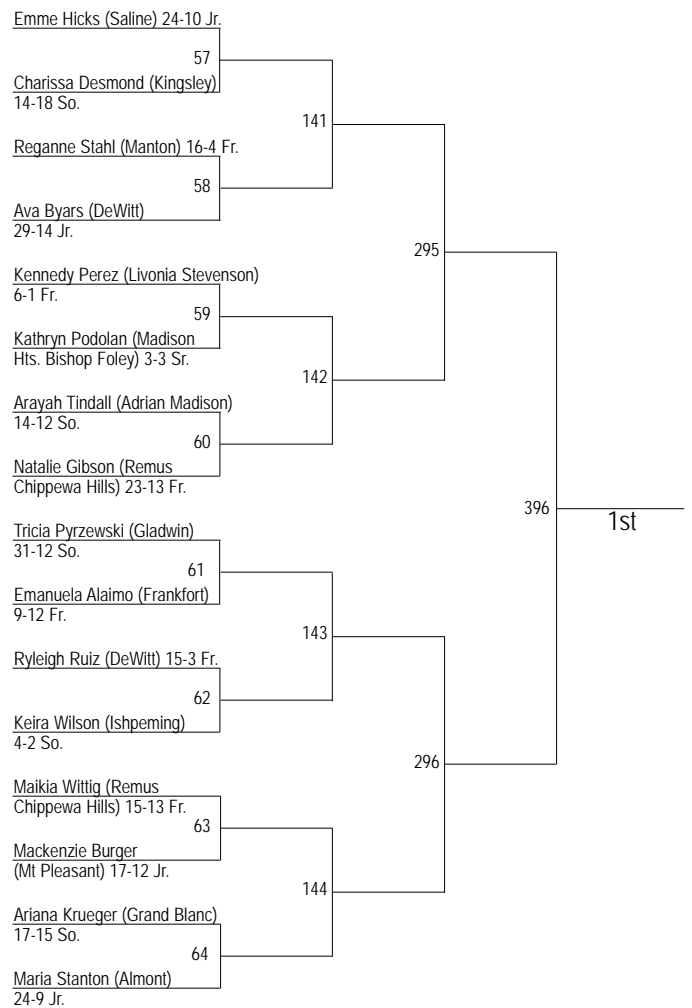 Emme Hicks (Saline) 24-10 Jr.
57
Charissa Desmond (Kingsley)
14-18 So.
141
Reganne Stahl (Manton) 16-4 Fr.
58
Ava Byars (DeWitt)
29-14 Jr.
295
Kennedy Perez (Livonia Stevenson)
6-1 Fr.
59
Kathryn Podolan (Madison
Hts. Bishop Foley) 3-3 Sr.
142
Arayah Tindall (Adrian Madison)
14-12 So.
60
Natalie Gibson (Remus
Chippewa Hills) 23-13 Fr.
396
1st
Tricia Pyrzewski (Gladwin)
31-12 So.
61
Emanuela Alaimo (Frankfort)
9-12 Fr.
143
Ryleigh Ruiz (DeWitt) 15-3 Fr.
62
Keira Wilson (Ishpeming)
4-2 So.
296
Maikia Wittig (Remus
Chippewa Hills) 15-13 Fr.
63
Mackenzie Burger
(Mt Pleasant) 17-12 Jr.
144
Ariana Krueger (Grand Blanc)
17-15 So.
64
Maria Stanton (Almont)
24-9 Jr.